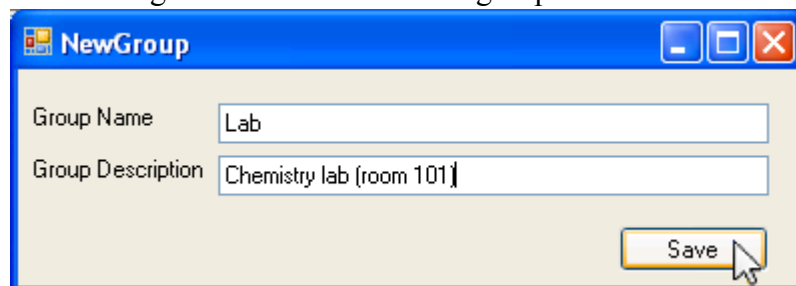 NewGroup
Group Name Lab
Group Description Chemistry lab (room 101)
Save